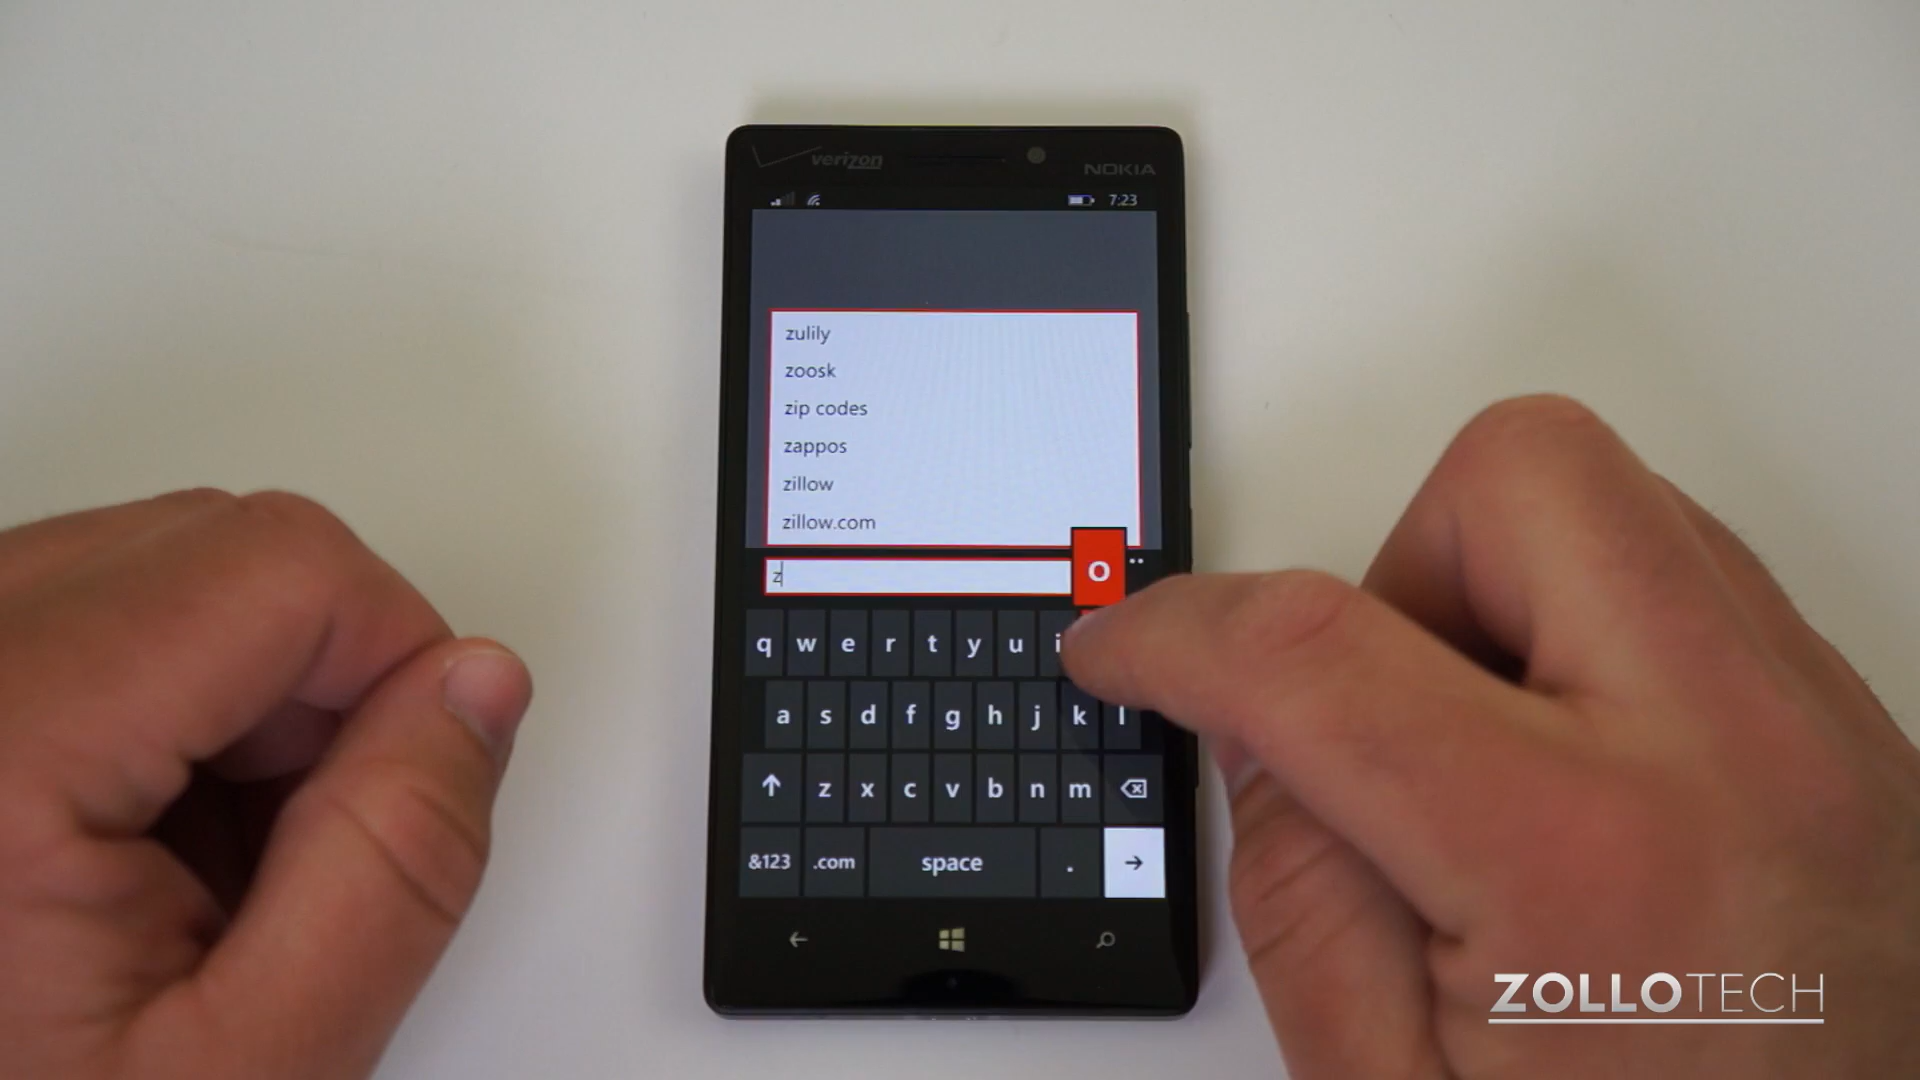 verizon
NOKIA
7:23
zulily
zoosk
zip codes
zappos
zillow
zillow.com
z
o
q w e r t y u i
a s d f g h j k l
z x c v b n m
&123 .com space . →
ZOLLOTECH